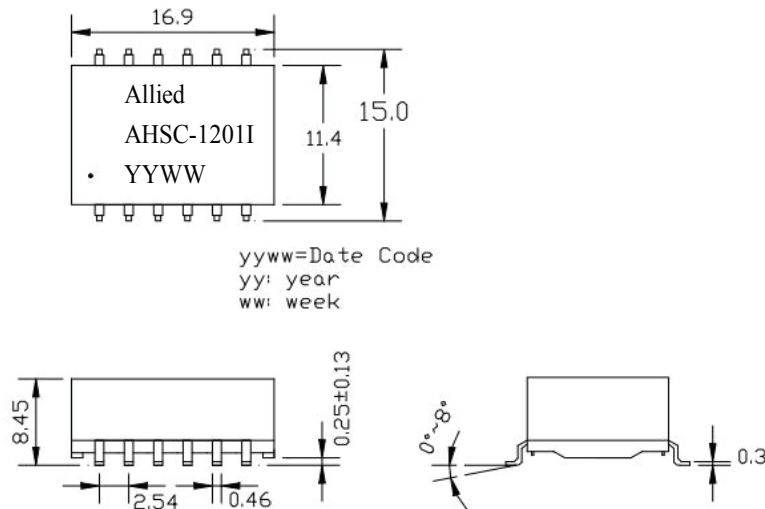 16.9
Allied
AHSC-1201I
YYWW
11.4
15.0
yyww=Date Code
yy: year
ww: week
8.45
0.25±0.13
2.54
0.46
0°~8°
0.3